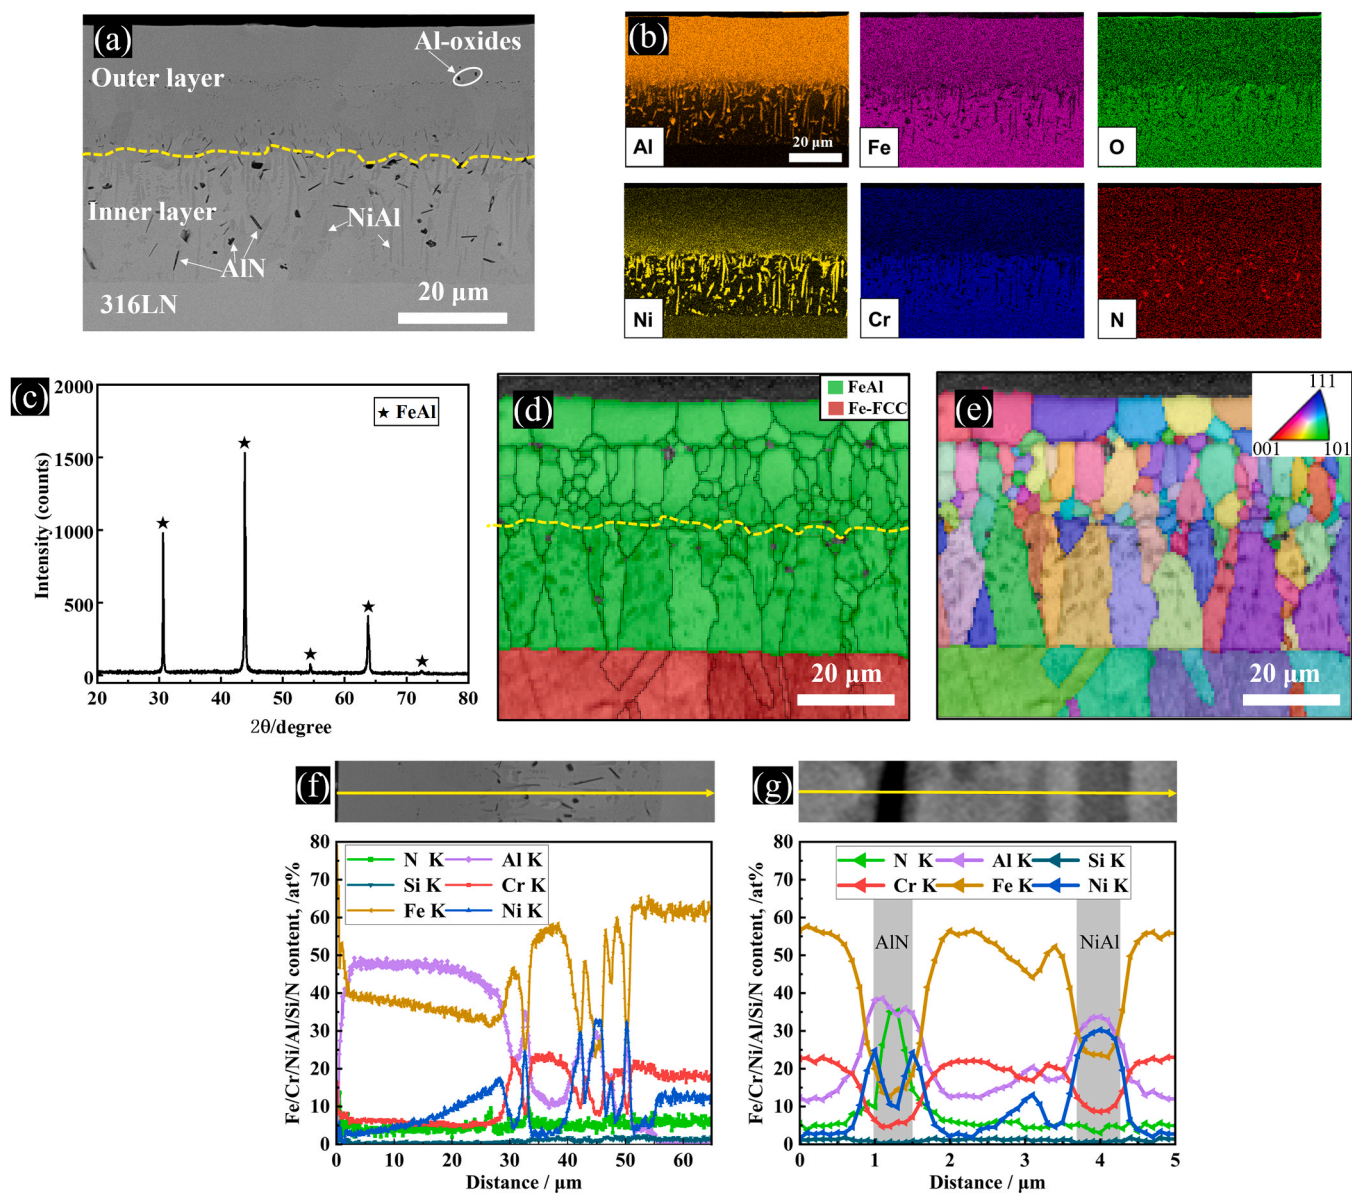 (a)
Al-oxides
Outer layer
Inner layer
NiAl
AlN
316LN
20 μm
(b)
Al
20 μm
Fe
O
Ni
Cr
N
(c)
2000
1500
1000
500
0
20 30 40 50 60 70 80
Intensity (counts)
2θ/degree
★ FeAl
(d)
FeAl
Fe-FCC
20 μm
(e)
111
001 101
20 μm
(f)
80
70
60
50
40
30
20
10
0
0 10 20 30 40 50 60
Fe/Cr/Ni/Al/Si/N content, /at%
Distance / μm
N K Al K
Si K Cr K
Fe K Ni K
(g)
80
70
60
50
40
30
20
10
0
0 1 2 3 4 5
Fe/Cr/Ni/Al/Si/N content, /at%
Distance / μm
N K Al K Si K
Cr K Fe K Ni K
AlN
NiAl